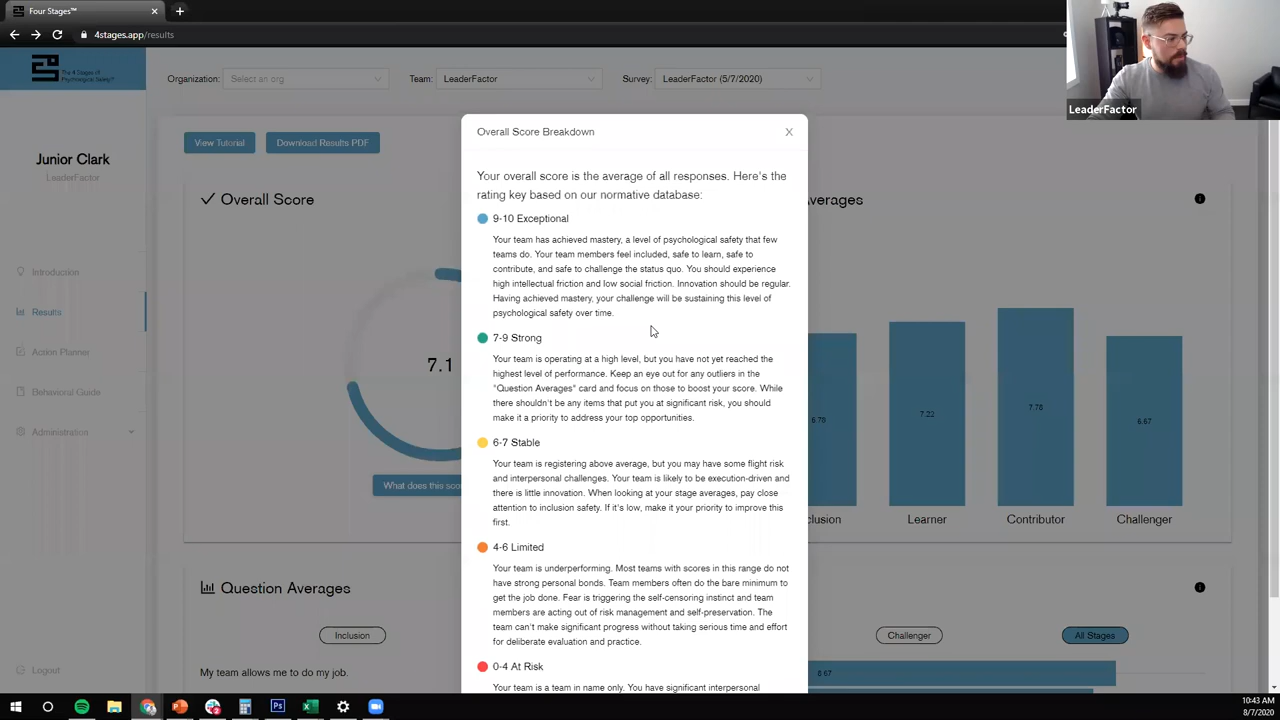 Four Stages™
4stages.app/results
LeaderFactor
The 4 Stages of
Psychological Safety™
Organization: Select an org
Team: LeaderFactor
Survey: LeaderFactor (5/7/2020)
View Tutorial
Download Results PDF
Junior Clark
LeaderFactor
Introduction
Results
Action Planner
Behavioral Guide
Administration
Logout
Overall Score
7.1
What does this sco
Overall Score Breakdown
Your overall score is the average of all responses. Here's the
rating key based on our normative database:
9-10 Exceptional
Your team has achieved mastery, a level of psychological safety that few
teams do. Your team members feel included, safe to learn, safe to
contribute, and safe to challenge the status quo. You should experience
high intellectual friction and low social friction. Innovation should be regular.
Having achieved mastery, your challenge will be sustaining this level of
psychological safety over time.
7-9 Strong
Your team is operating at a high level, but you have not yet reached the
highest level of performance. Keep an eye out for any outliers in the
"Question Averages" card and focus on those to boost your score. While
there shouldn't be any items that put you at significant risk, you should
make it a priority to address your top opportunities.
6-7 Stable
Your team is registering above average, but you may have some flight risk
and interpersonal challenges. Your team is likely to be execution-driven and
there is little innovation. When looking at your stage averages, pay close
attention to inclusion safety. If it's low, make it your priority to improve this
first.
4-6 Limited
Your team is underperforming. Most teams with scores in this range do not
have strong personal bonds. Team members often do the bare minimum to
get the job done. Fear is triggering the self-censoring instinct and team
members are acting out of risk management and self-preservation. The
team can't make significant progress without taking serious time and effort
for deliberate evaluation and practice.
0-4 At Risk
Your team is a team in name only. You have significant interpersonal
verages
6.78
7.22
7.78
6.67
clusion
Learner
Contributor
Challenger
Question Averages
Inclusion
Challenger
All Stages
My team allows me to do my job.
8.67
10:43 AM
8/7/2020